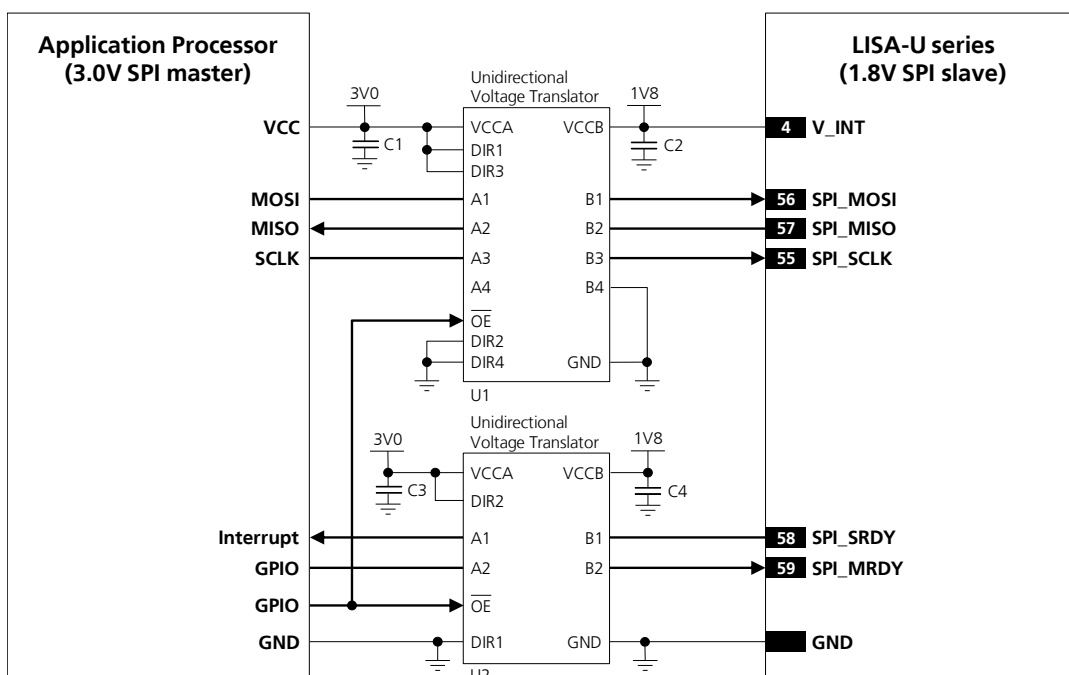 Application Processor
(3.0V SPI master)
LISA-U series
(1.8V SPI slave)
Unidirectional
Voltage Translator
3V0
1V8
VCC
VCCA
VCCB
4
V_INT
C1
C2
DIR1
DIR3
MOSI
A1
B1
56
SPI_MOSI
MISO
A2
B2
57
SPI_MISO
SCLK
A3
B3
55
SPI_SCLK
A4
B4
OE
DIR2
DIR4
GND
U1
Unidirectional
Voltage Translator
3V0
1V8
VCCA
VCCB
C3
C4
DIR2
Interrupt
A1
B1
58
SPI_SRDY
GPIO
A2
B2
59
SPI_MRDY
GPIO
OE
GND
DIR1
GND
GND
U2